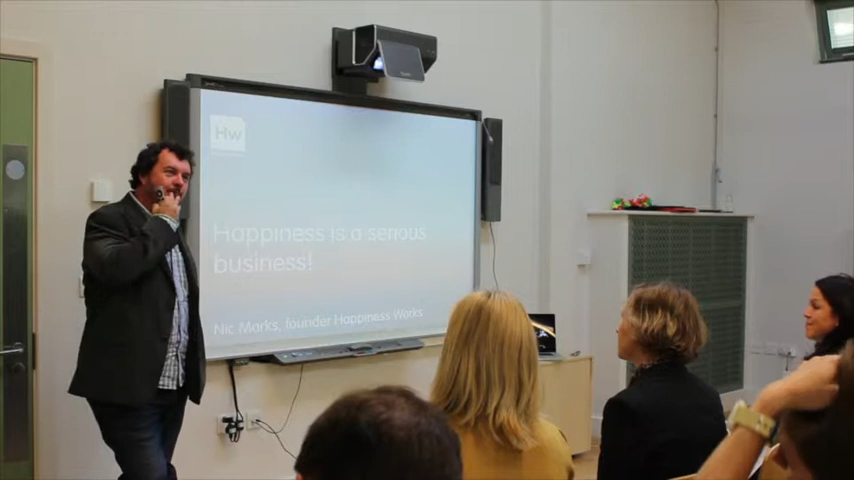 Hw
Happiness is a serious
business!
Nic Marks, founder Happiness Works